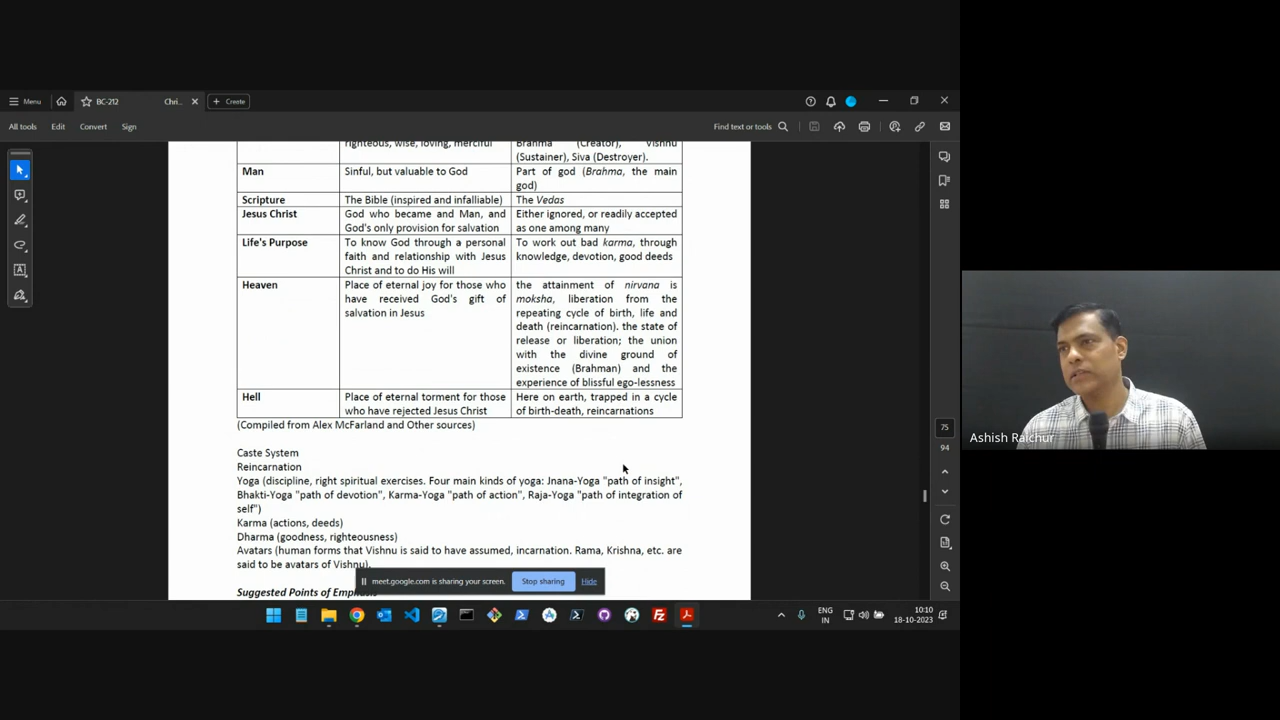 Menu
BC-212 Chri...
Create
All tools Edit Convert Sign
Find text or tools
righteous, wise, loving, merciful
Brahma (Creator), Vishnu
(Sustainer), Siva (Destroyer).
Man
Sinful, but valuable to God
Part of god (Brahma, the main
god)
Scripture
The Bible (inspired and infalliable)
The Vedas
Jesus Christ
God who became and Man, and
God's only provision for salvation
Either ignored, or readily accepted
as one among many
Life's Purpose
To know God through a personal
faith and relationship with Jesus
Christ and to do His will
To work out bad karma, through
knowledge, devotion, good deeds
Heaven
Place of eternal joy for those who
have received God's gift of
salvation in Jesus
the attainment of nirvana is
moksha, liberation from the
repeating cycle of birth, life and
death (reincarnation). the state of
release or liberation; the union
with the divine ground of
existence (Brahman) and the
experience of blissful ego-lessness
Hell
Place of eternal torment for those
who have rejected Jesus Christ
Here on earth, trapped in a cycle
of birth-death, reincarnations
(Compiled from Alex McFarland and Other sources)
Caste System
Reincarnation
Yoga (discipline, right spiritual exercises. Four main kinds of yoga: Jnana-Yoga "path of insight",
Bhakti-Yoga "path of devotion", Karma-Yoga "path of action", Raja-Yoga "path of integration of
self")
Karma (actions, deeds)
Dharma (goodness, righteousness)
Avatars (human forms that Vishnu is said to have assumed, incarnation. Rama, Krishna, etc. are
said to be avatars of Vishnu).
Suggested Points of Emphasis
meet.google.com is sharing your screen.
Stop sharing
Hide
75
94
ENG
IN
10:10
18-10-2023
Ashish Raichur